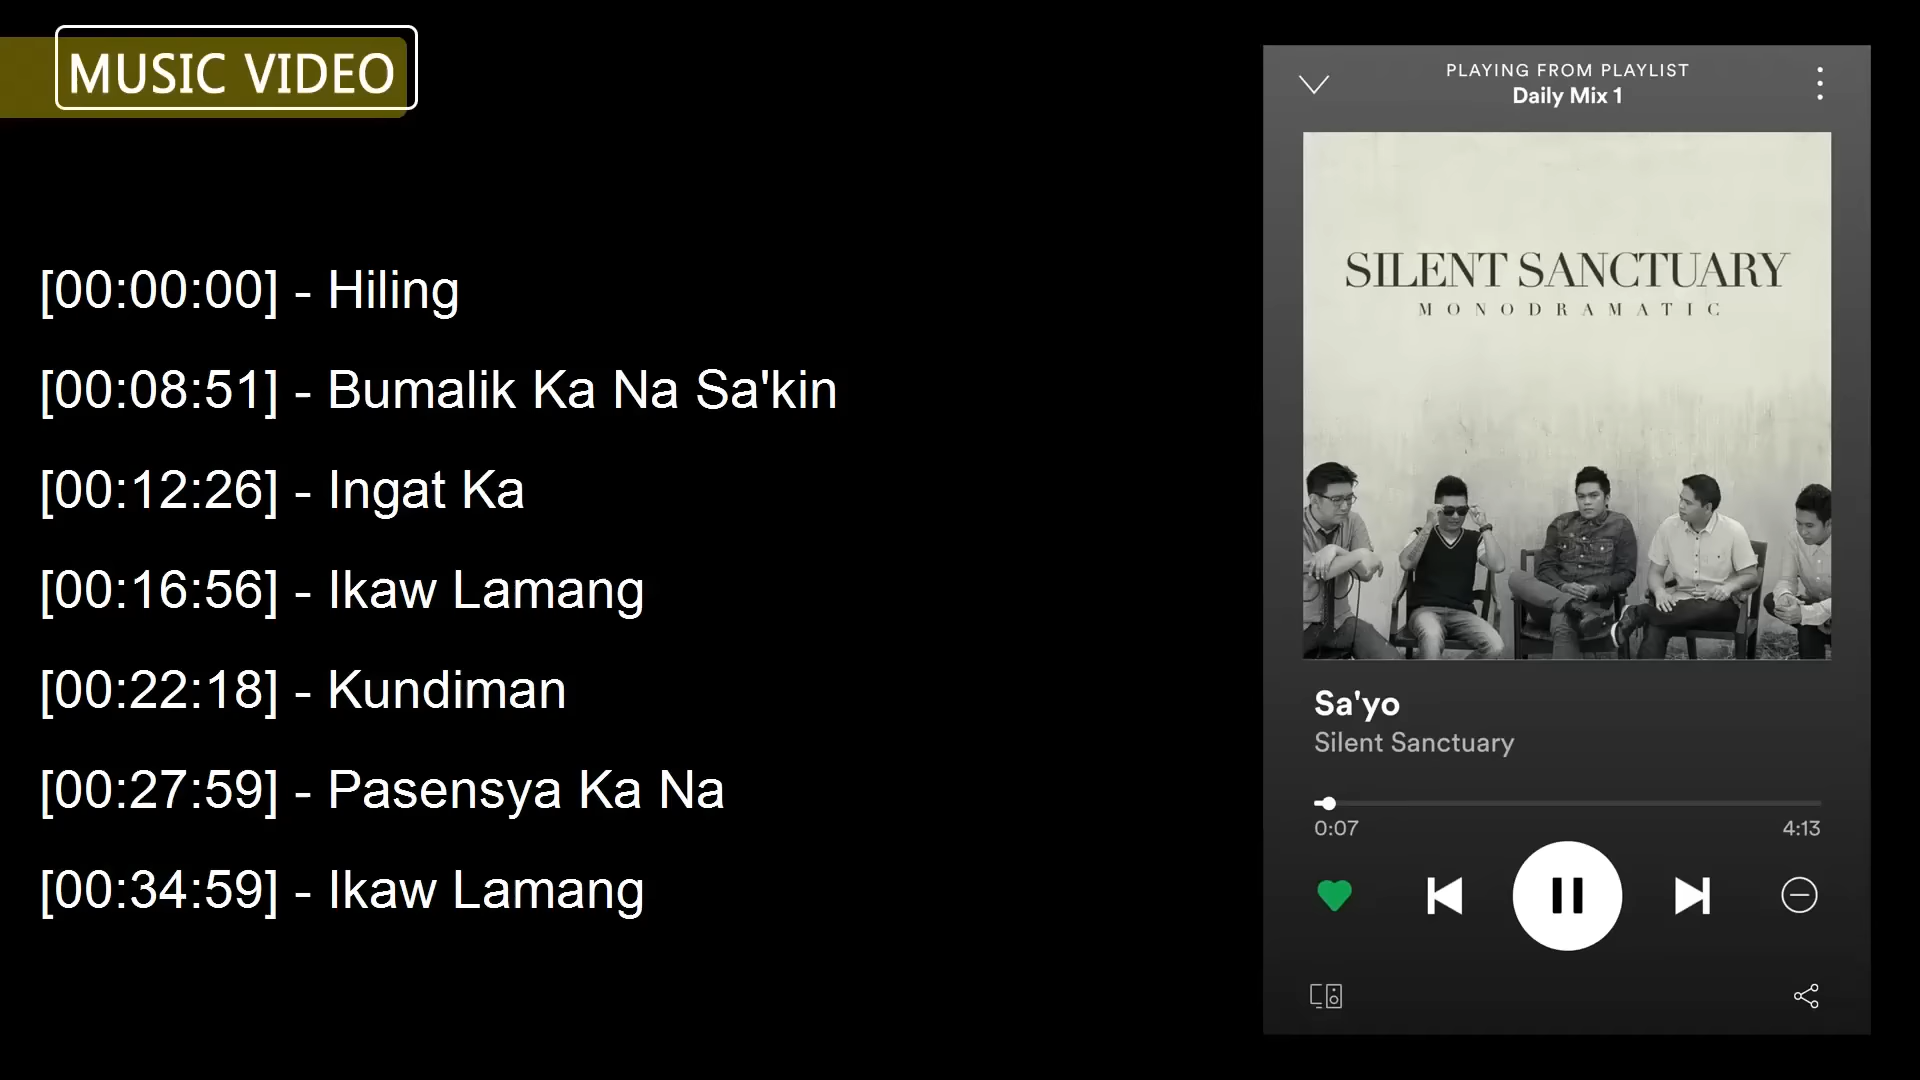 MUSIC VIDEO
[00:00:00] - Hiling
[00:08:51] - Bumalik Ka Na Sa'kin
[00:12:26] - Ingat Ka
[00:16:56] - Ikaw Lamang
[00:22:18] - Kundiman
[00:27:59] - Pasensya Ka Na
[00:34:59] - Ikaw Lamang
PLAYING FROM PLAYLIST
Daily Mix 1
SILENT SANCTUARY
MONODRAMATIC
Sa'yo
Silent Sanctuary
0:07 4:13